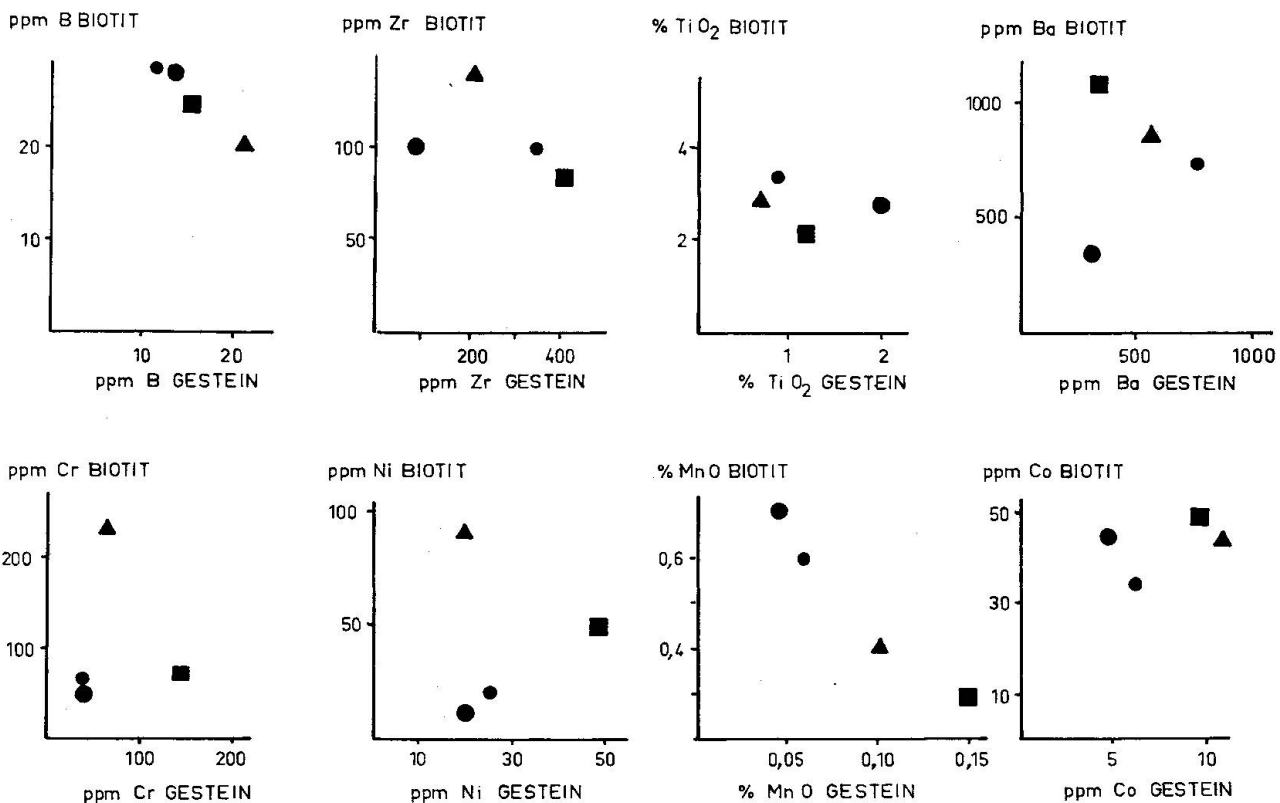 ppm B BIOTIT
20
10
10 20
ppm B GESTEIN
ppm Zr BIOTIT
100
50
200 400
ppm Zr GESTEIN
% TiO2 BIOTIT
4
2
1 2
% TiO2 GESTEIN
ppm Ba BIOTIT
1000
500
500 1000
ppm Ba GESTEIN
ppm Cr BIOTIT
200
100
100 200
ppm Cr GESTEIN
ppm Ni BIOTIT
100
50
10 30 50
ppm Ni GESTEIN
% MnO BIOTIT
0,6
0,4
0,05 0,10 0,15
% MnO GESTEIN
ppm Co BIOTIT
50
30
10
5 10
ppm Co GESTEIN